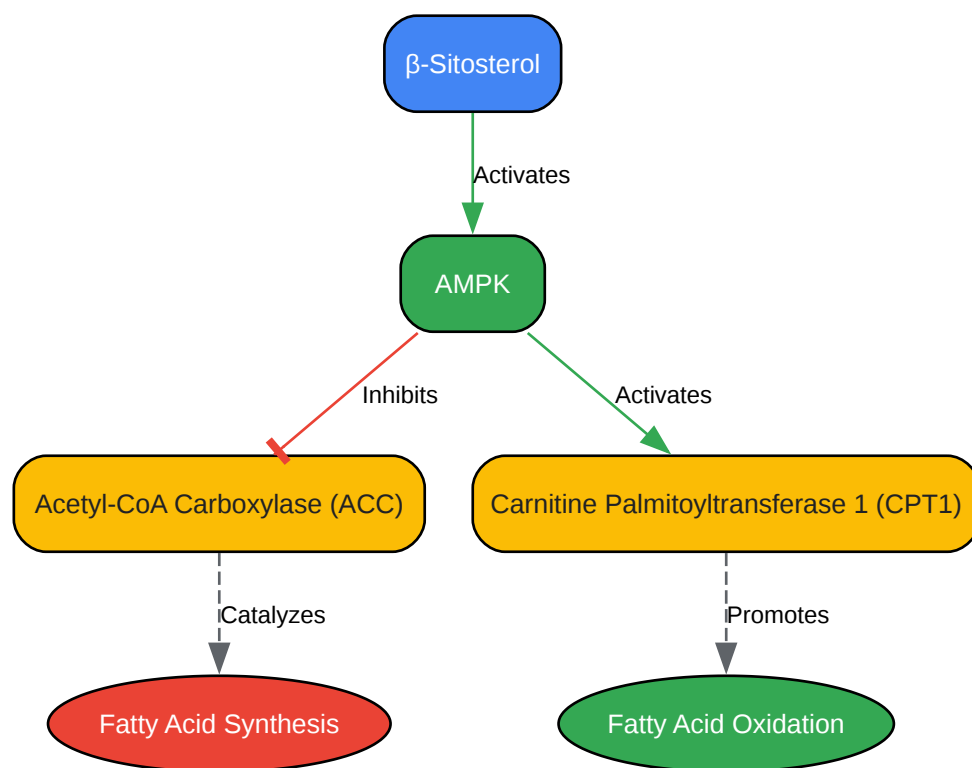 β-Sitosterol
Activates
AMPK
Inhibits
Activates
Acetyl-CoA Carboxylase (ACC)
Carnitine Palmitoyltransferase 1 (CPT1)
Catalyzes
Promotes
Fatty Acid Synthesis
Fatty Acid Oxidation